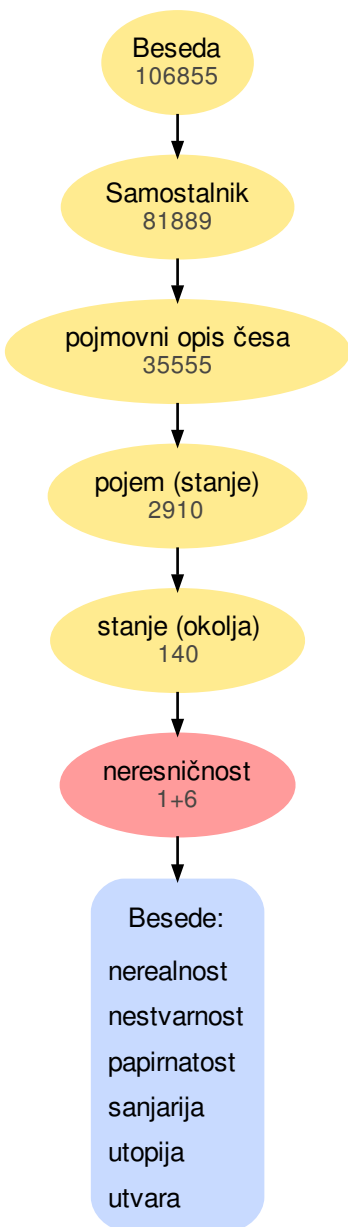 Beseda
106855
Samostalnik
81889
pojmovni opis česa
35555
pojem (stanje)
2910
stanje (okolja)
140
neresničnost
1+6
Besede:
nerealnost
nestvarnost
papirnatost
sanjarija
utopija
utvara